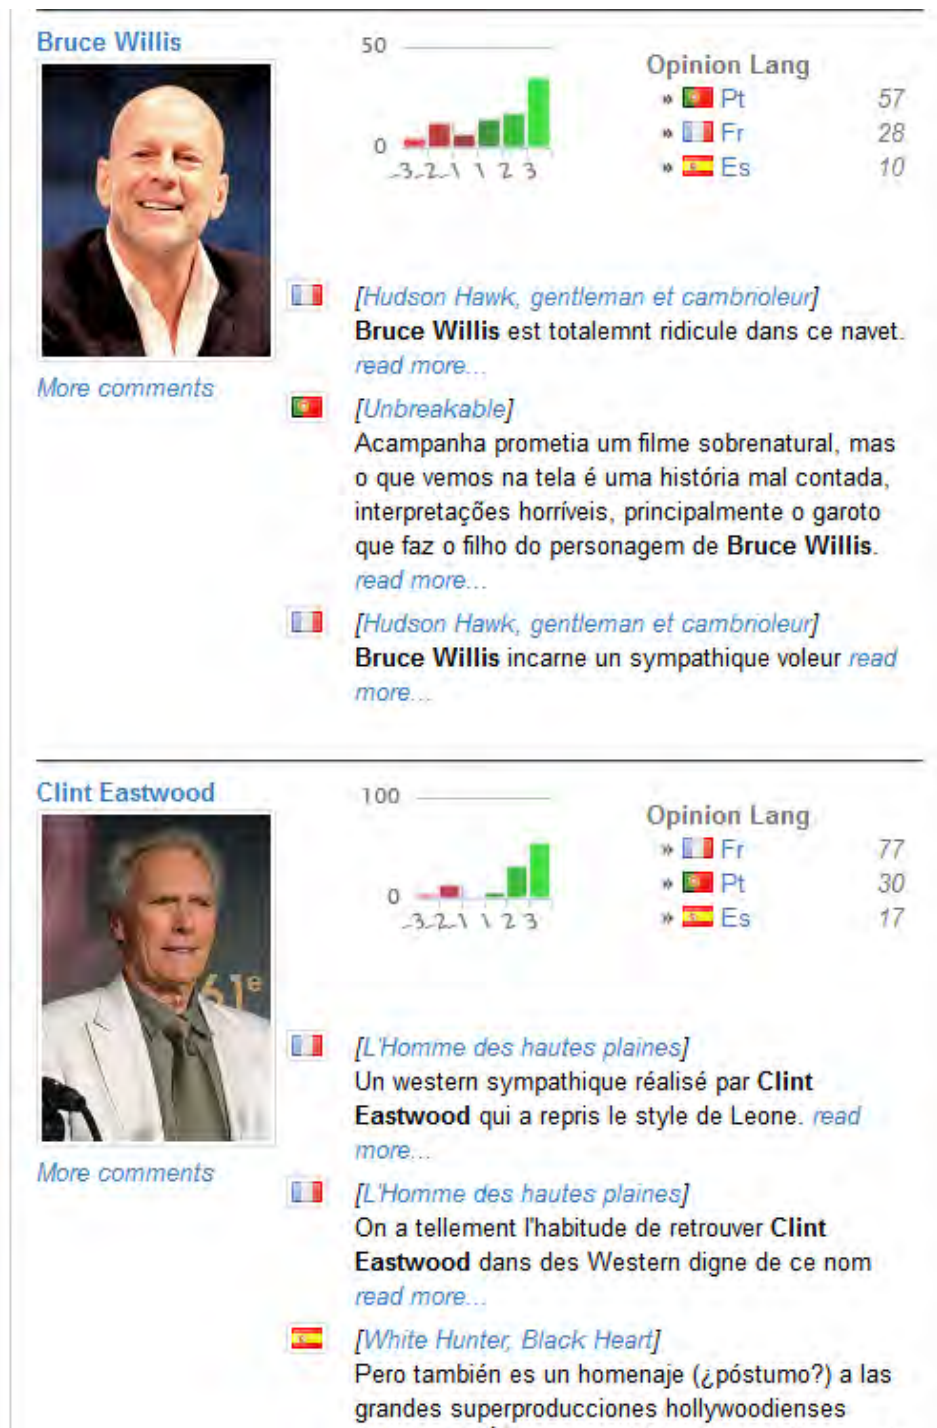 Bruce Willis
50
0
-3 -2 -1 1 2 3
Opinion Lang
» Pt 57
» Fr 28
» Es 10
More comments
[Hudson Hawk, gentleman et cambrioleur]
Bruce Willis est totalemnt ridicule dans ce navet.
read more...
[Unbreakable]
Acampanha prometia um filme sobrenatural, mas
o que vemos na tela é uma história mal contada,
interpretações horríveis, principalmente o garoto
que faz o filho do personagem de Bruce Willis.
read more...
[Hudson Hawk, gentleman et cambrioleur]
Bruce Willis incarne un sympathique voleur read
more...
Clint Eastwood
100
0
-3 -2 -1 1 2 3
Opinion Lang
» Fr 77
» Pt 30
» Es 17
61e
More comments
[L'Homme des hautes plaines]
Un western sympathique réalisé par Clint
Eastwood qui a repris le style de Leone. read
more...
[L'Homme des hautes plaines]
On a tellement l'habitude de retrouver Clint
Eastwood dans des Western digne de ce nom
read more...
[White Hunter, Black Heart]
Pero también es un homenaje (¿póstumo?) a las
grandes superproducciones hollywoodienses